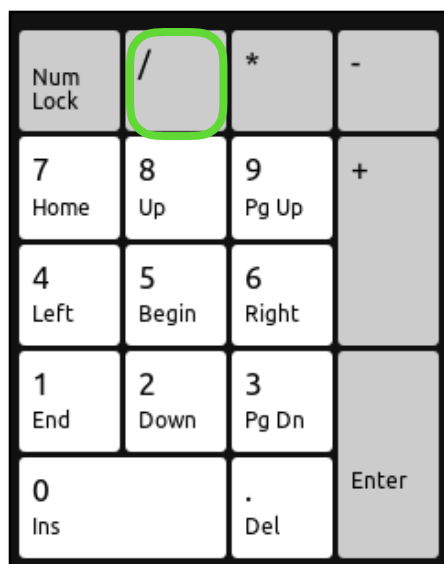 Num
Lock
/
*
-
7
Home
8
Up
9
Pg Up
+
4
Left
5
Begin
6
Right
1
End
2
Down
3
Pg Dn
Enter
0
Ins
.
Del